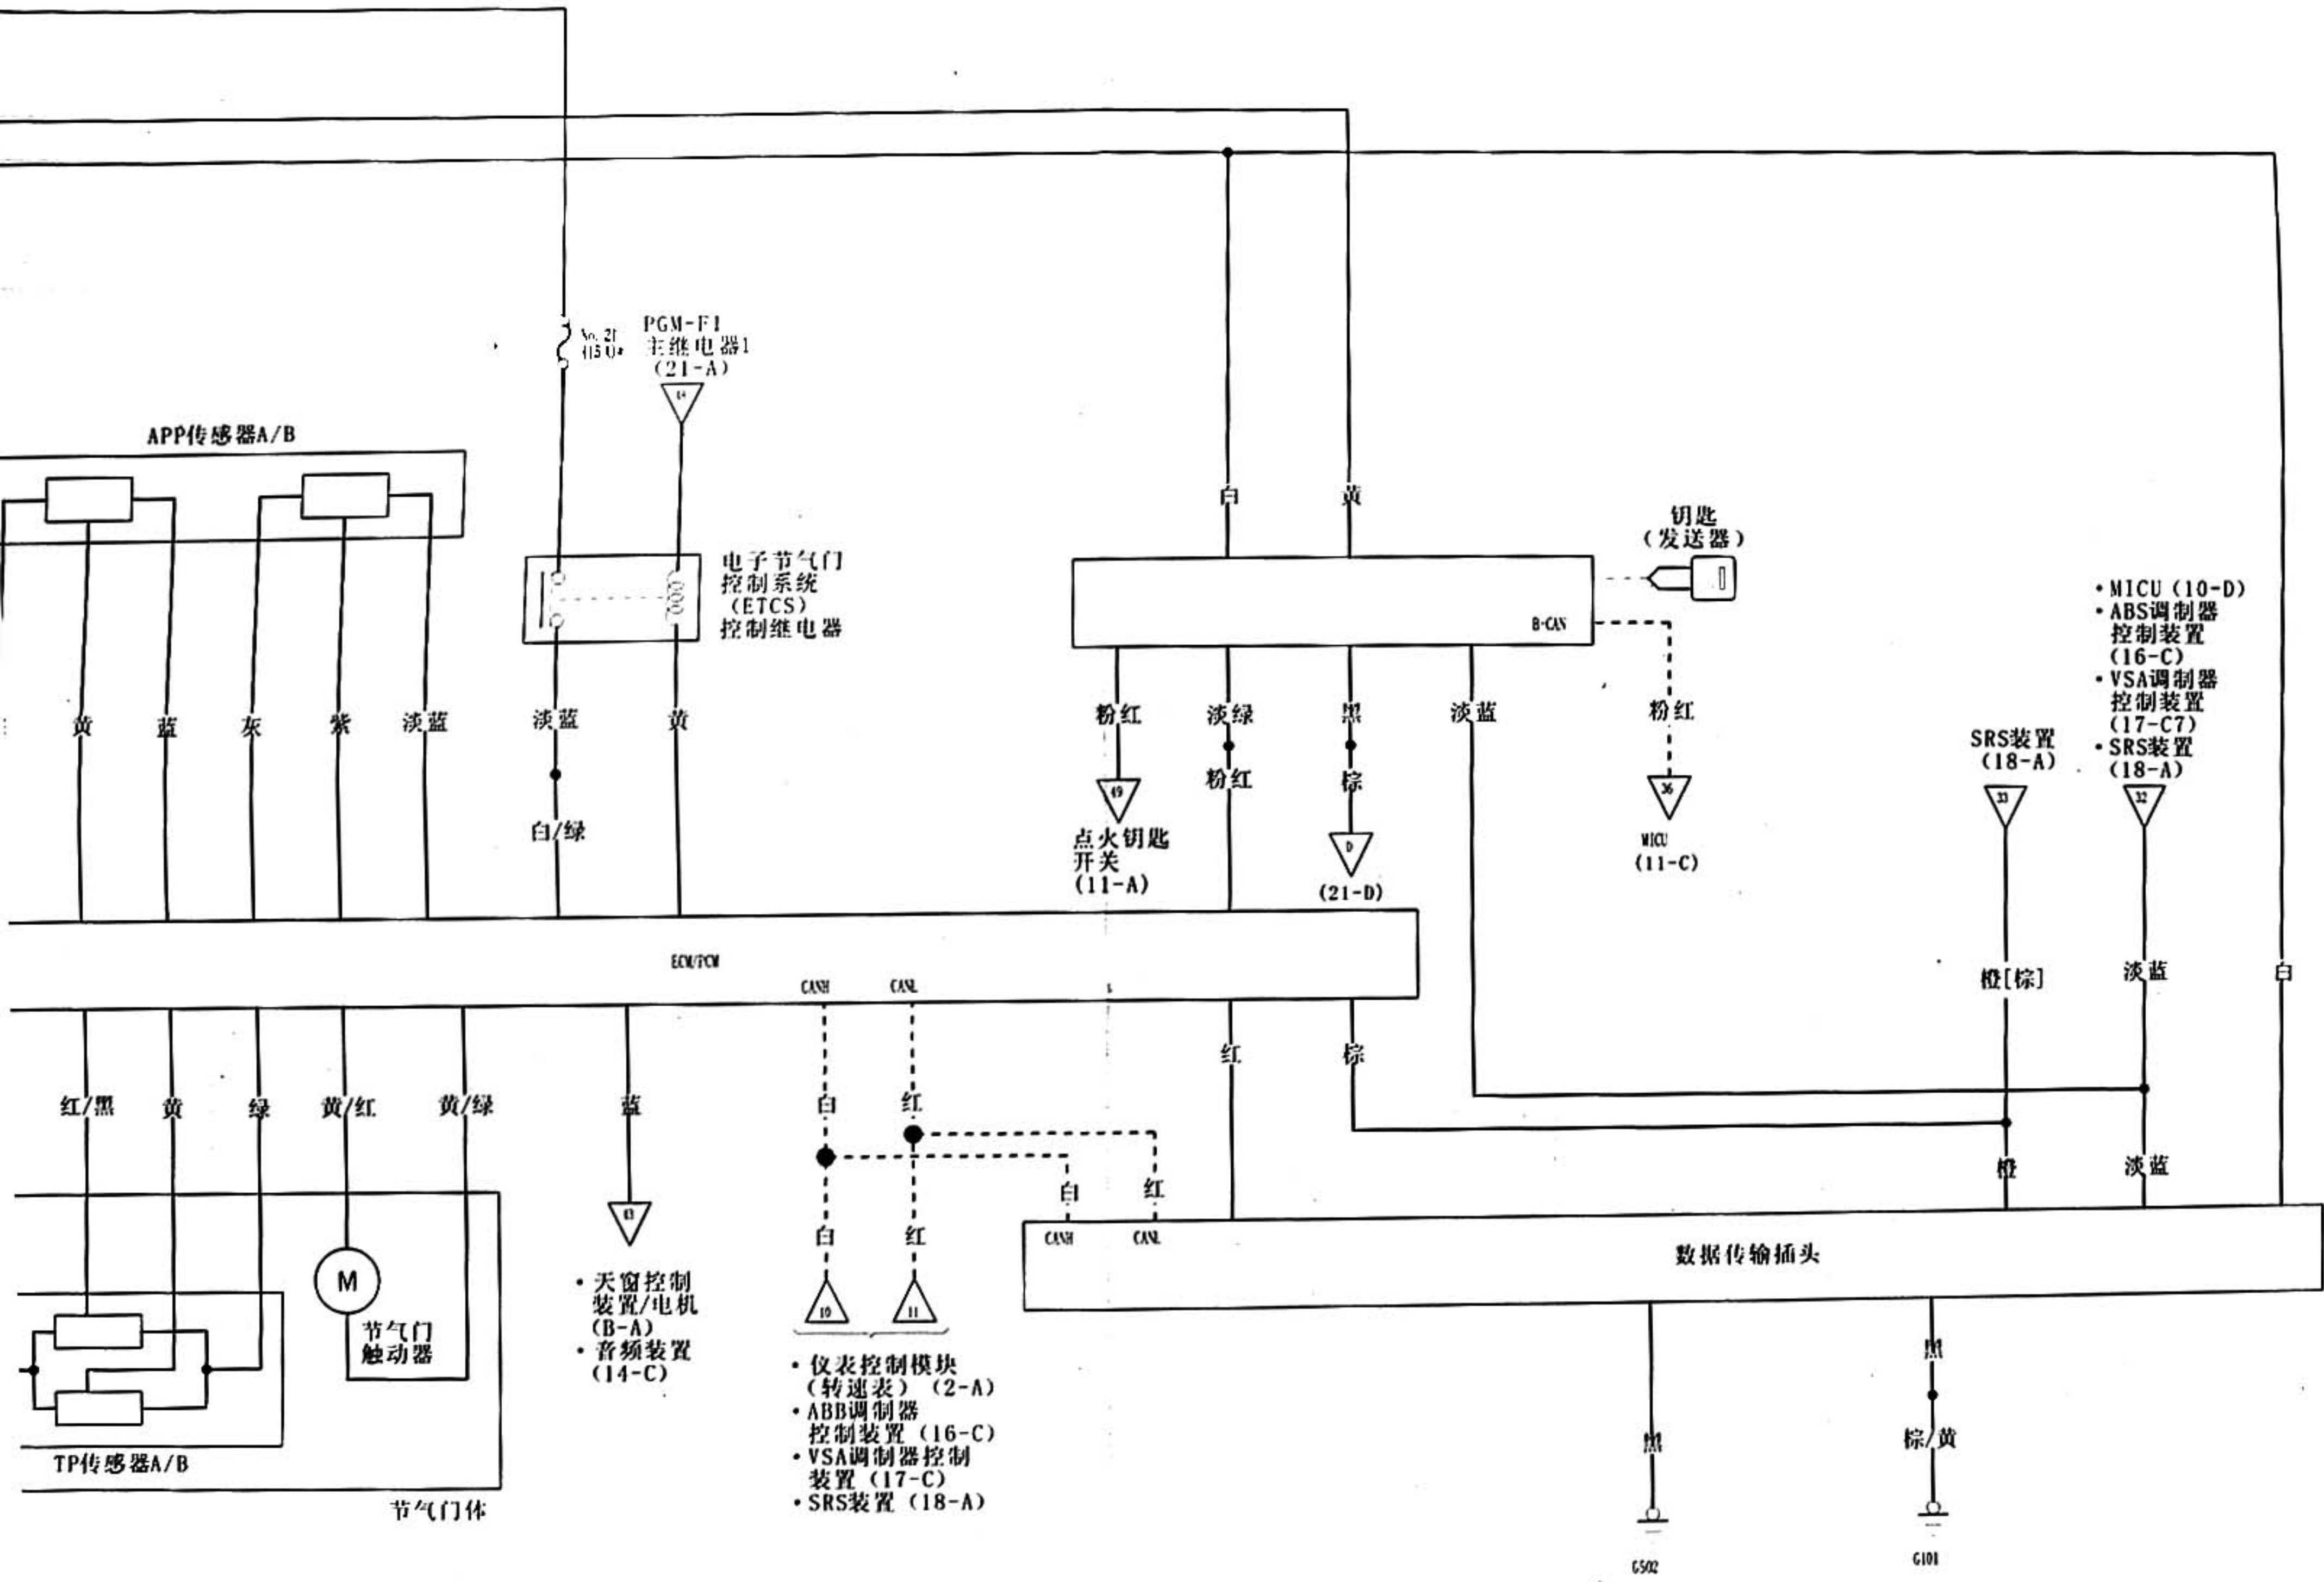 No. 21
PGM-F1
主继电器1
(21-A)
APP传感器A/B
电子节气门
控制系统
(ETCS)
控制继电器
白
黄
钥匙
(发送器)
B-CAN
黄
蓝
灰
紫
淡蓝
淡蓝
黄
白/绿
粉红
淡绿
黑
淡蓝
粉红
粉红
棕
49
点火钥匙
开关
(11-A)
D
(21-D)
36
MICU
(11-C)
SRS装置
(18-A)
33
·MICU(10-D)
·ABS调制器
控制装置
(16-C)
·VSA调制器
控制装置
(17-C7)
·SRS装置
(18-A)
32
ECM/PCM
CANH
CANL
橙[棕]
淡蓝
白
红/黑
黄
绿
黄/红
黄/绿
蓝
白
红
红
棕
白
红
白
红
橙
淡蓝
CANH
CANL
数据传输插头
M
节气门
触动器
TP传感器A/B
节气门体
·天窗控制
装置/电机
(B-A)
·音频装置
(14-C)
10
11
·仪表控制模块
(转速表) (2-A)
·ABB调制器
控制装置(16-C)
·VSA调制器控制
装置(17-C)
·SRS装置(18-A)
黑
黑
棕/黄
G502
G101